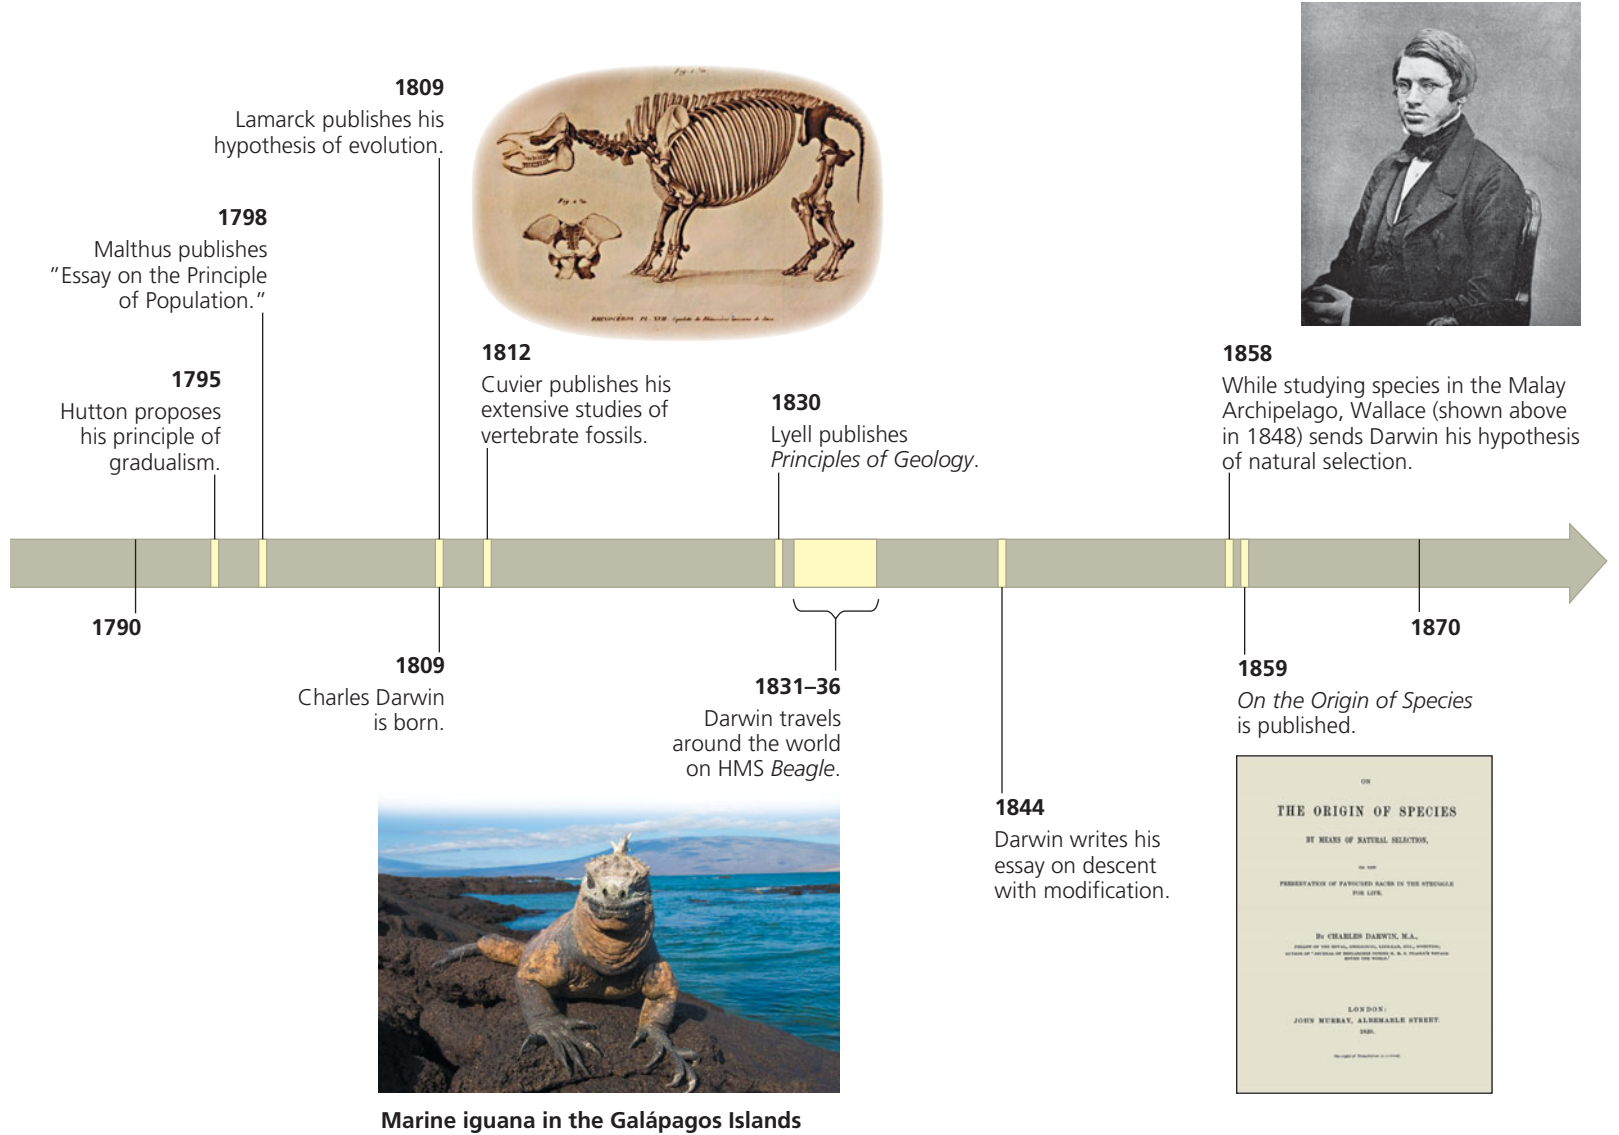 1809
Lamarck publishes his
hypothesis of evolution.
1798
Malthus publishes
”Essay on the Principle
of Population.”
1795
Hutton proposes
his principle of
gradualism.
1812
Cuvier publishes his
extensive studies of
vertebrate fossils.
1830
Lyell publishes
Principles of Geology.
1858
While studying species in the Malay
Archipelago, Wallace (shown above
in 1848) sends Darwin his hypothesis
of natural selection.
1790
1870
1809
Charles Darwin
is born.
1831–36
Darwin travels
around the world
on HMS Beagle.
1844
Darwin writes his
essay on descent
with modification.
1859
On the Origin of Species
is published.
ON
THE ORIGIN OF SPECIES
BY MEANS OF NATURAL SELECTION,
OR THE
PRESERVATION OF FAVOURED RACES IN THE STRUGGLE
FOR LIFE.
By CHARLES DARWIN, M.A.,
LONDON:
JOHN MURRAY, ALBEMARLE STREET.
Marine iguana in the Galápagos Islands